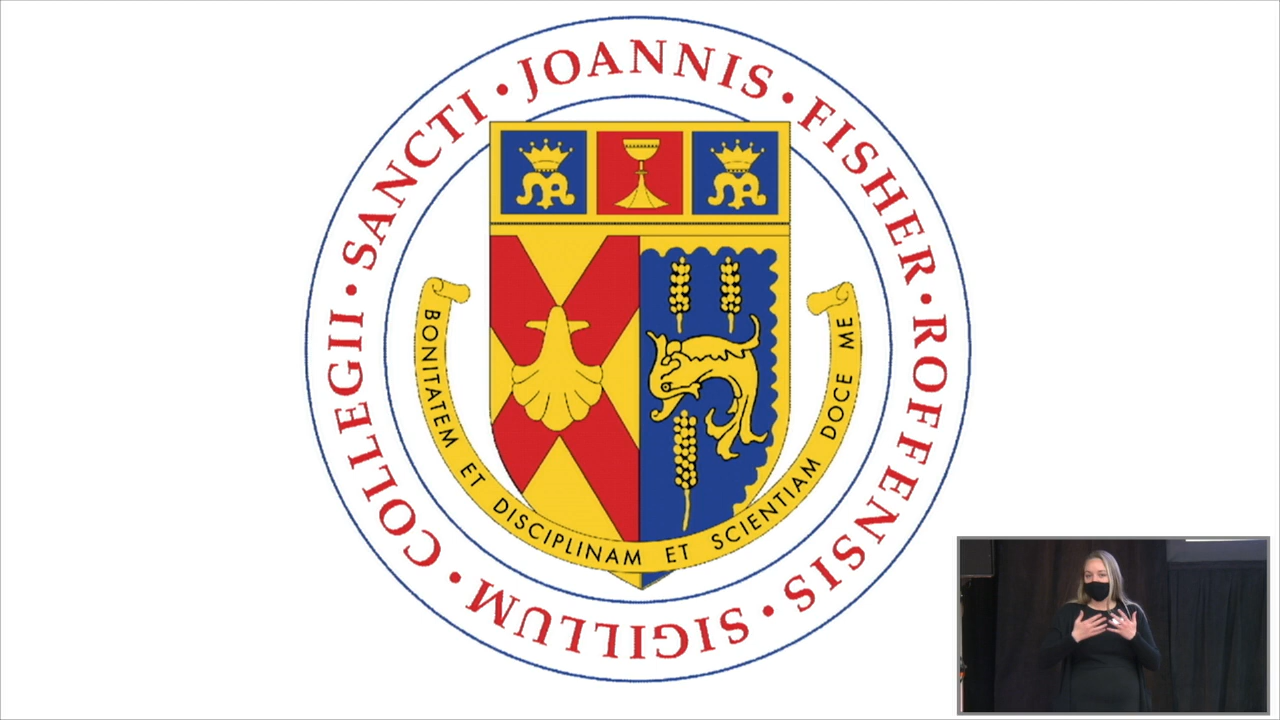 COLLEGII • SANCTI • JOANNIS • FISHER • ROFFENSIS • SIGILLUM •
BONITATEM ET DISCIPLINAM ET SCIENTIAM DOCE ME